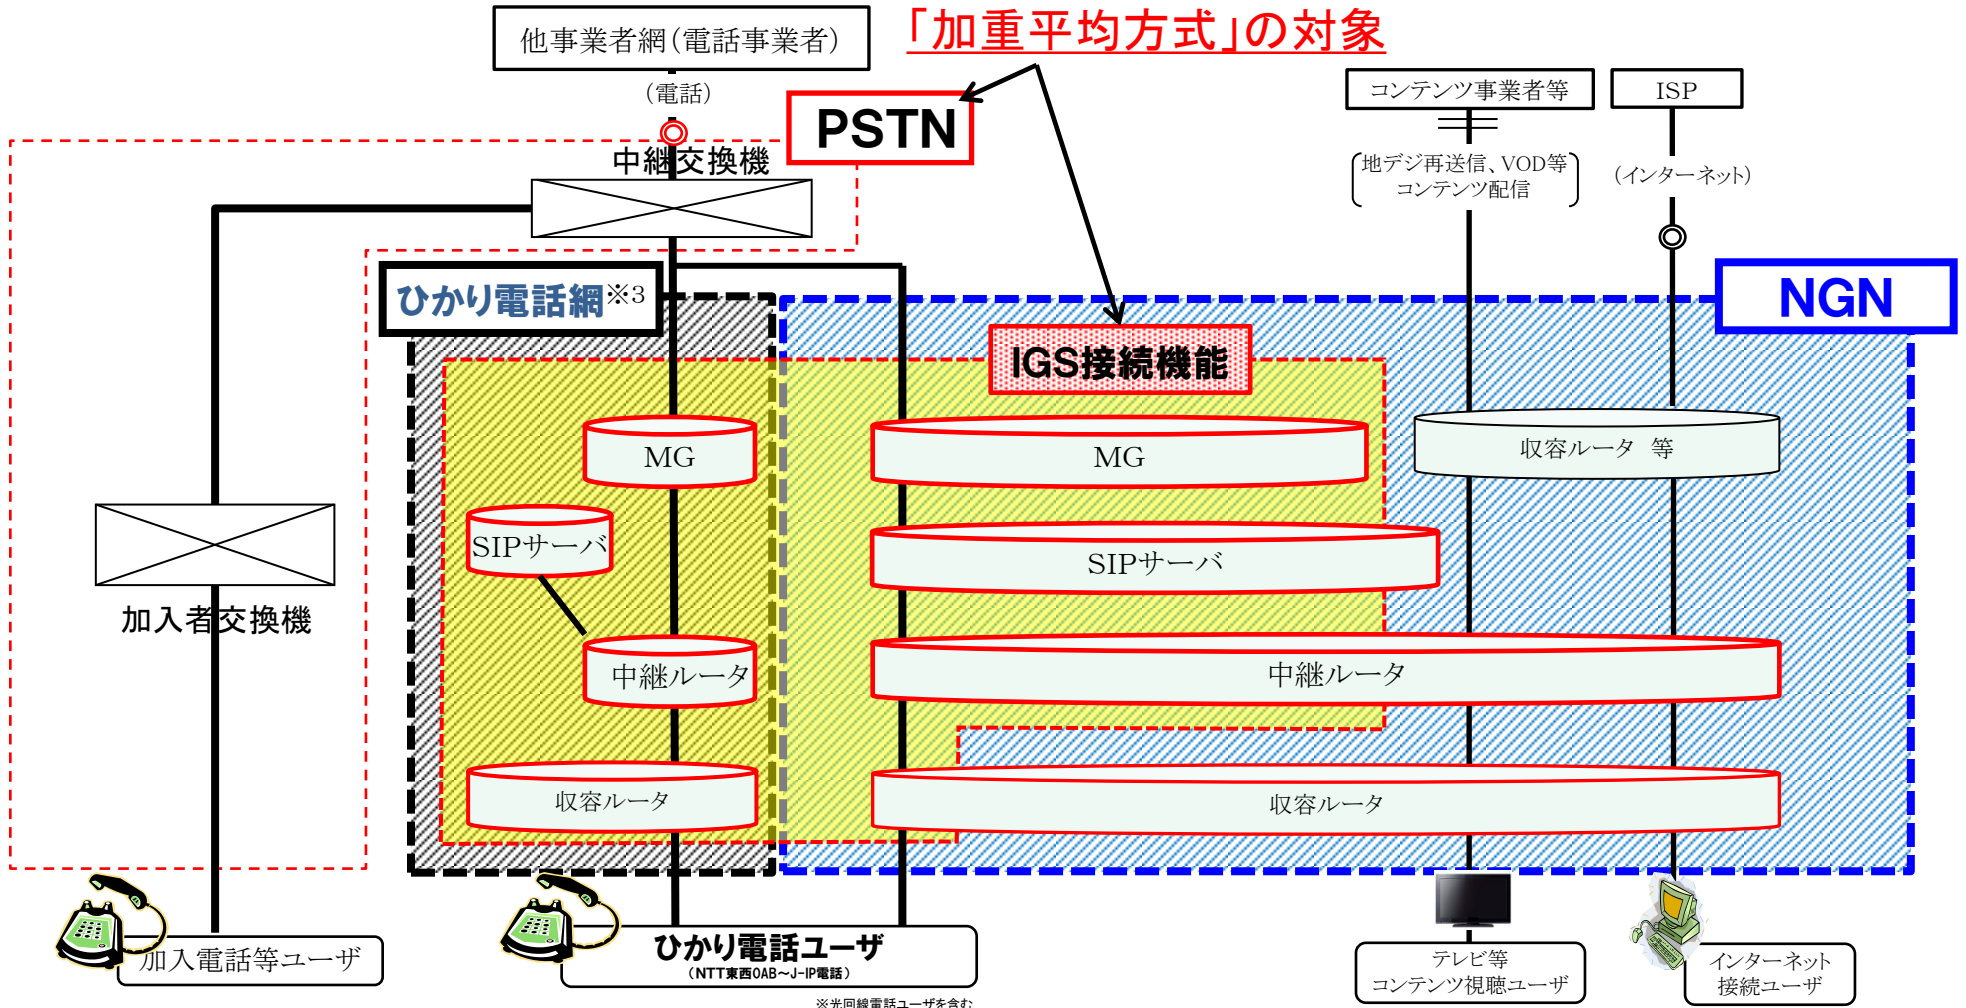 「加重平均方式」の対象
他事業者網(電話事業者)
(電話)
PSTN
コンテンツ事業者等
ISP
中継交換機
地デジ再送信、VOD等
コンテンツ配信
(インターネット)
ひかり電話網※3
NGN
IGS接続機能
MG
MG
収容ルータ 等
SIPサーバ
SIPサーバ
加入者交換機
中継ルータ
中継ルータ
収容ルータ
収容ルータ
加入電話等ユーザ
ひかり電話ユーザ
(NTT東西0AB~J-IP電話)
※光回線電話ユーザを含む
テレビ等
コンテンツ視聴ユーザ
インターネット
接続ユーザ